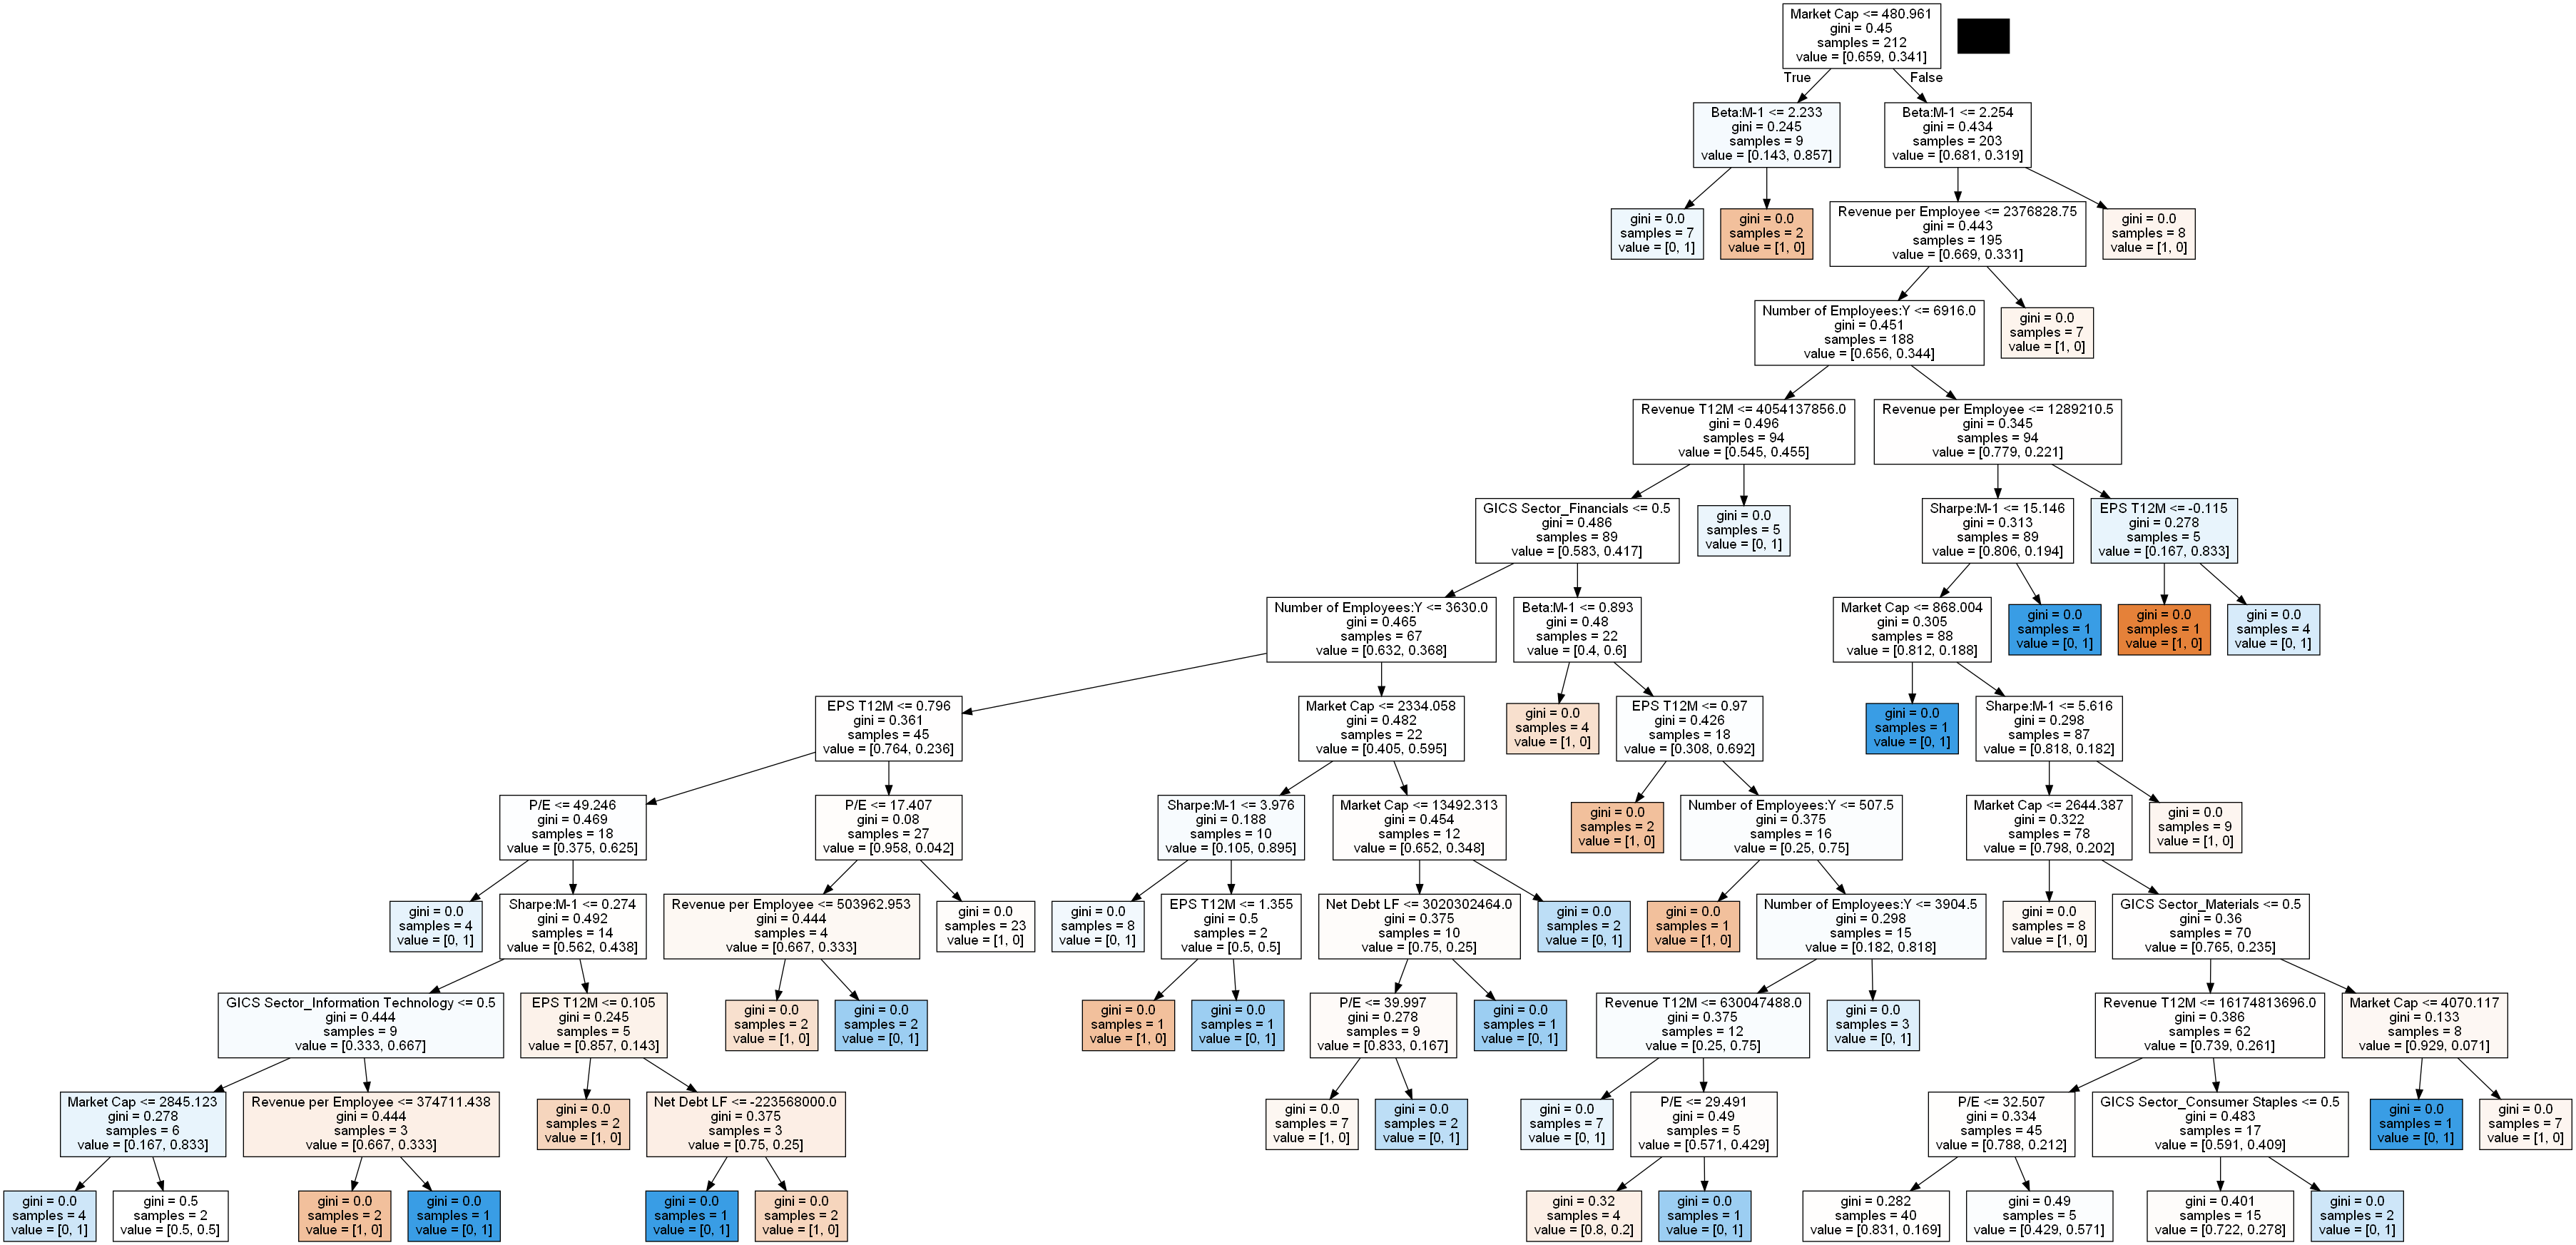 Market Cap <= 480.961
gini = 0.45
samples = 212
value = [0.659, 0.341]
True
False
Beta:M-1 <= 2.233
gini = 0.245
samples = 9
value = [0.143, 0.857]
Beta:M-1 <= 2.254
gini = 0.434
samples = 203
value = [0.681, 0.319]
gini = 0.0
samples = 7
value = [0, 1]
gini = 0.0
samples = 2
value = [1, 0]
Revenue per Employee <= 2376828.75
gini = 0.443
samples = 195
value = [0.669, 0.331]
gini = 0.0
samples = 8
value = [1, 0]
Number of Employees:Y <= 6916.0
gini = 0.451
samples = 188
value = [0.656, 0.344]
gini = 0.0
samples = 7
value = [1, 0]
Revenue T12M <= 4054137856.0
gini = 0.496
samples = 94
value = [0.545, 0.455]
Revenue per Employee <= 1289210.5
gini = 0.345
samples = 94
value = [0.779, 0.221]
GICS Sector_Financials <= 0.5
gini = 0.486
samples = 89
value = [0.583, 0.417]
gini = 0.0
samples = 5
value = [0, 1]
Sharpe:M-1 <= 15.146
gini = 0.313
samples = 89
value = [0.806, 0.194]
EPS T12M <= -0.115
gini = 0.278
samples = 5
value = [0.167, 0.833]
Number of Employees:Y <= 3630.0
gini = 0.465
samples = 67
value = [0.632, 0.368]
Beta:M-1 <= 0.893
gini = 0.48
samples = 22
value = [0.4, 0.6]
Market Cap <= 868.004
gini = 0.305
samples = 88
value = [0.812, 0.188]
gini = 0.0
samples = 1
value = [0, 1]
gini = 0.0
samples = 1
value = [1, 0]
gini = 0.0
samples = 4
value = [0, 1]
EPS T12M <= 0.796
gini = 0.361
samples = 45
value = [0.764, 0.236]
Market Cap <= 2334.058
gini = 0.482
samples = 22
value = [0.405, 0.595]
gini = 0.0
samples = 4
value = [1, 0]
EPS T12M <= 0.97
gini = 0.426
samples = 18
value = [0.308, 0.692]
gini = 0.0
samples = 1
value = [0, 1]
Sharpe:M-1 <= 5.616
gini = 0.298
samples = 87
value = [0.818, 0.182]
P/E <= 49.246
gini = 0.469
samples = 18
value = [0.375, 0.625]
P/E <= 17.407
gini = 0.08
samples = 27
value = [0.958, 0.042]
Sharpe:M-1 <= 3.976
gini = 0.188
samples = 10
value = [0.105, 0.895]
Market Cap <= 13492.313
gini = 0.454
samples = 12
value = [0.652, 0.348]
gini = 0.0
samples = 2
value = [1, 0]
Number of Employees:Y <= 507.5
gini = 0.375
samples = 16
value = [0.25, 0.75]
Market Cap <= 2644.387
gini = 0.322
samples = 78
value = [0.798, 0.202]
gini = 0.0
samples = 9
value = [1, 0]
gini = 0.0
samples = 4
value = [0, 1]
Sharpe:M-1 <= 0.274
gini = 0.492
samples = 14
value = [0.562, 0.438]
Revenue per Employee <= 503962.953
gini = 0.444
samples = 4
value = [0.667, 0.333]
gini = 0.0
samples = 23
value = [1, 0]
gini = 0.0
samples = 8
value = [0, 1]
EPS T12M <= 1.355
gini = 0.5
samples = 2
value = [0.5, 0.5]
Net Debt LF <= 3020302464.0
gini = 0.375
samples = 10
value = [0.75, 0.25]
gini = 0.0
samples = 2
value = [0, 1]
gini = 0.0
samples = 1
value = [1, 0]
Number of Employees:Y <= 3904.5
gini = 0.298
samples = 15
value = [0.182, 0.818]
gini = 0.0
samples = 8
value = [1, 0]
GICS Sector_Materials <= 0.5
gini = 0.36
samples = 70
value = [0.765, 0.235]
GICS Sector_Information Technology <= 0.5
gini = 0.444
samples = 9
value = [0.333, 0.667]
EPS T12M <= 0.105
gini = 0.245
samples = 5
value = [0.857, 0.143]
gini = 0.0
samples = 2
value = [1, 0]
gini = 0.0
samples = 2
value = [0, 1]
gini = 0.0
samples = 1
value = [1, 0]
gini = 0.0
samples = 1
value = [0, 1]
P/E <= 39.997
gini = 0.278
samples = 9
value = [0.833, 0.167]
gini = 0.0
samples = 1
value = [0, 1]
Revenue T12M <= 630047488.0
gini = 0.375
samples = 12
value = [0.25, 0.75]
gini = 0.0
samples = 3
value = [0, 1]
Revenue T12M <= 16174813696.0
gini = 0.386
samples = 62
value = [0.739, 0.261]
Market Cap <= 4070.117
gini = 0.133
samples = 8
value = [0.929, 0.071]
Market Cap <= 2845.123
gini = 0.278
samples = 6
value = [0.167, 0.833]
Revenue per Employee <= 374711.438
gini = 0.444
samples = 3
value = [0.667, 0.333]
gini = 0.0
samples = 2
value = [1, 0]
Net Debt LF <= -223568000.0
gini = 0.375
samples = 3
value = [0.75, 0.25]
gini = 0.0
samples = 7
value = [1, 0]
gini = 0.0
samples = 2
value = [0, 1]
gini = 0.0
samples = 7
value = [0, 1]
P/E <= 29.491
gini = 0.49
samples = 5
value = [0.571, 0.429]
P/E <= 32.507
gini = 0.334
samples = 45
value = [0.788, 0.212]
GICS Sector_Consumer Staples <= 0.5
gini = 0.483
samples = 17
value = [0.591, 0.409]
gini = 0.0
samples = 1
value = [0, 1]
gini = 0.0
samples = 7
value = [1, 0]
gini = 0.0
samples = 4
value = [0, 1]
gini = 0.5
samples = 2
value = [0.5, 0.5]
gini = 0.0
samples = 2
value = [1, 0]
gini = 0.0
samples = 1
value = [0, 1]
gini = 0.0
samples = 1
value = [0, 1]
gini = 0.0
samples = 2
value = [1, 0]
gini = 0.32
samples = 4
value = [0.8, 0.2]
gini = 0.0
samples = 1
value = [0, 1]
gini = 0.282
samples = 40
value = [0.831, 0.169]
gini = 0.49
samples = 5
value = [0.429, 0.571]
gini = 0.401
samples = 15
value = [0.722, 0.278]
gini = 0.0
samples = 2
value = [0, 1]